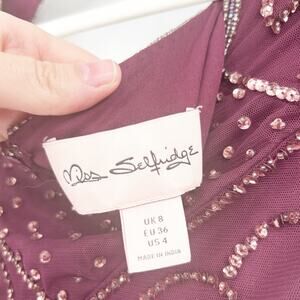 Miss Selfridge
UK 8
EU 36
US 4
MADE IN INDIA